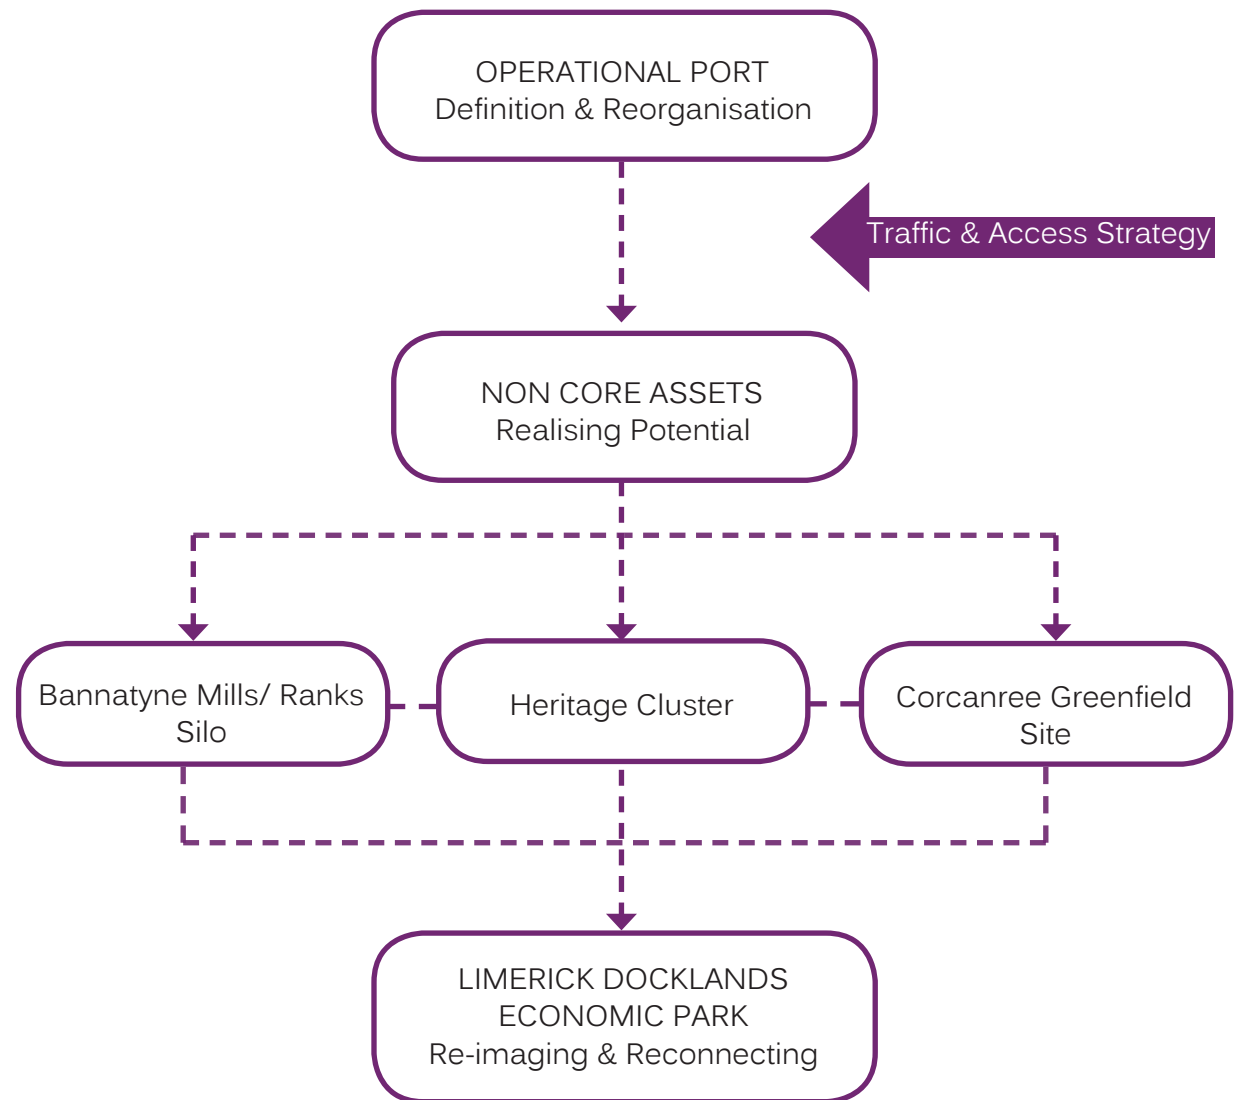 OPERATIONAL PORT
Definition & Reorganisation
Traffic & Access Strategy
NON CORE ASSETS
Realising Potential
Bannatyne Mills/ Ranks
Silo
Heritage Cluster
Corcanree Greenfield
Site
LIMERICK DOCKLANDS
ECONOMIC PARK
Re-imaging & Reconnecting